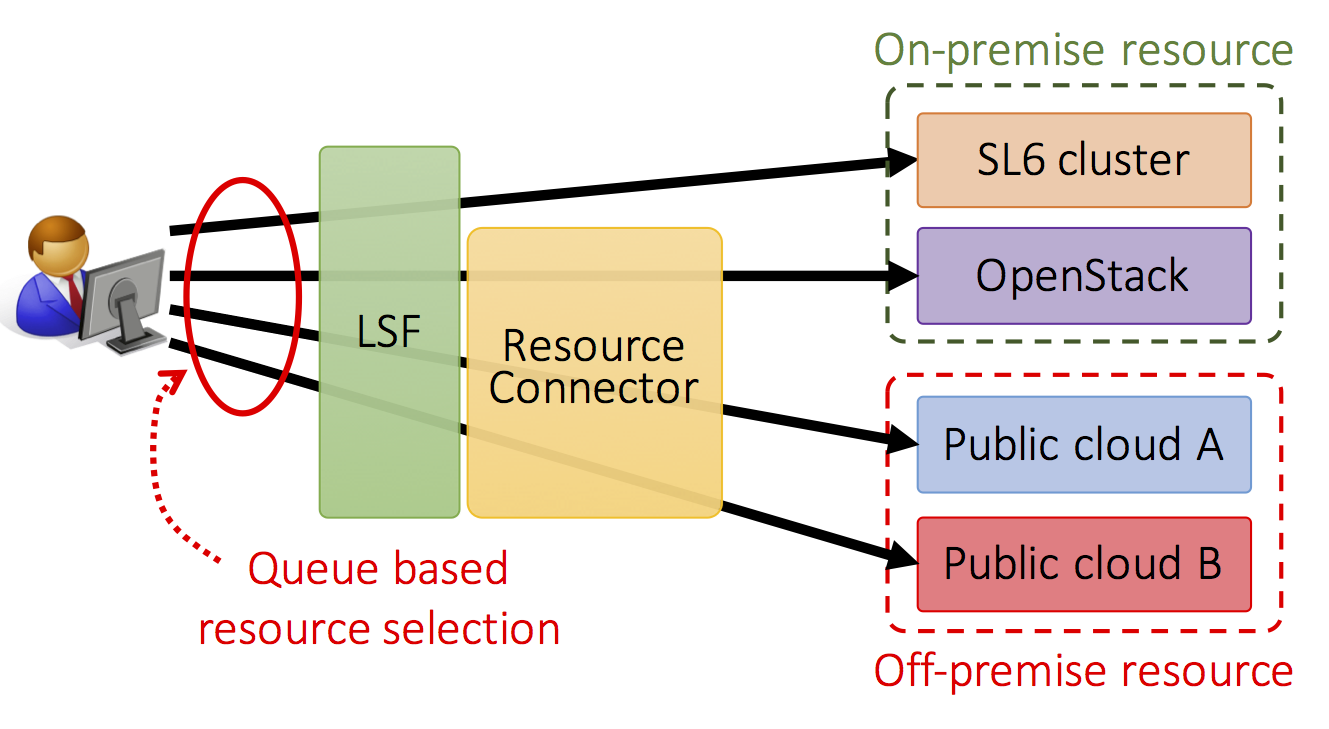 On-premise resource
SL6 cluster
OpenStack
LSF
Resource
Connector
Public cloud A
Public cloud B
Queue based
resource selection
Off-premise resource